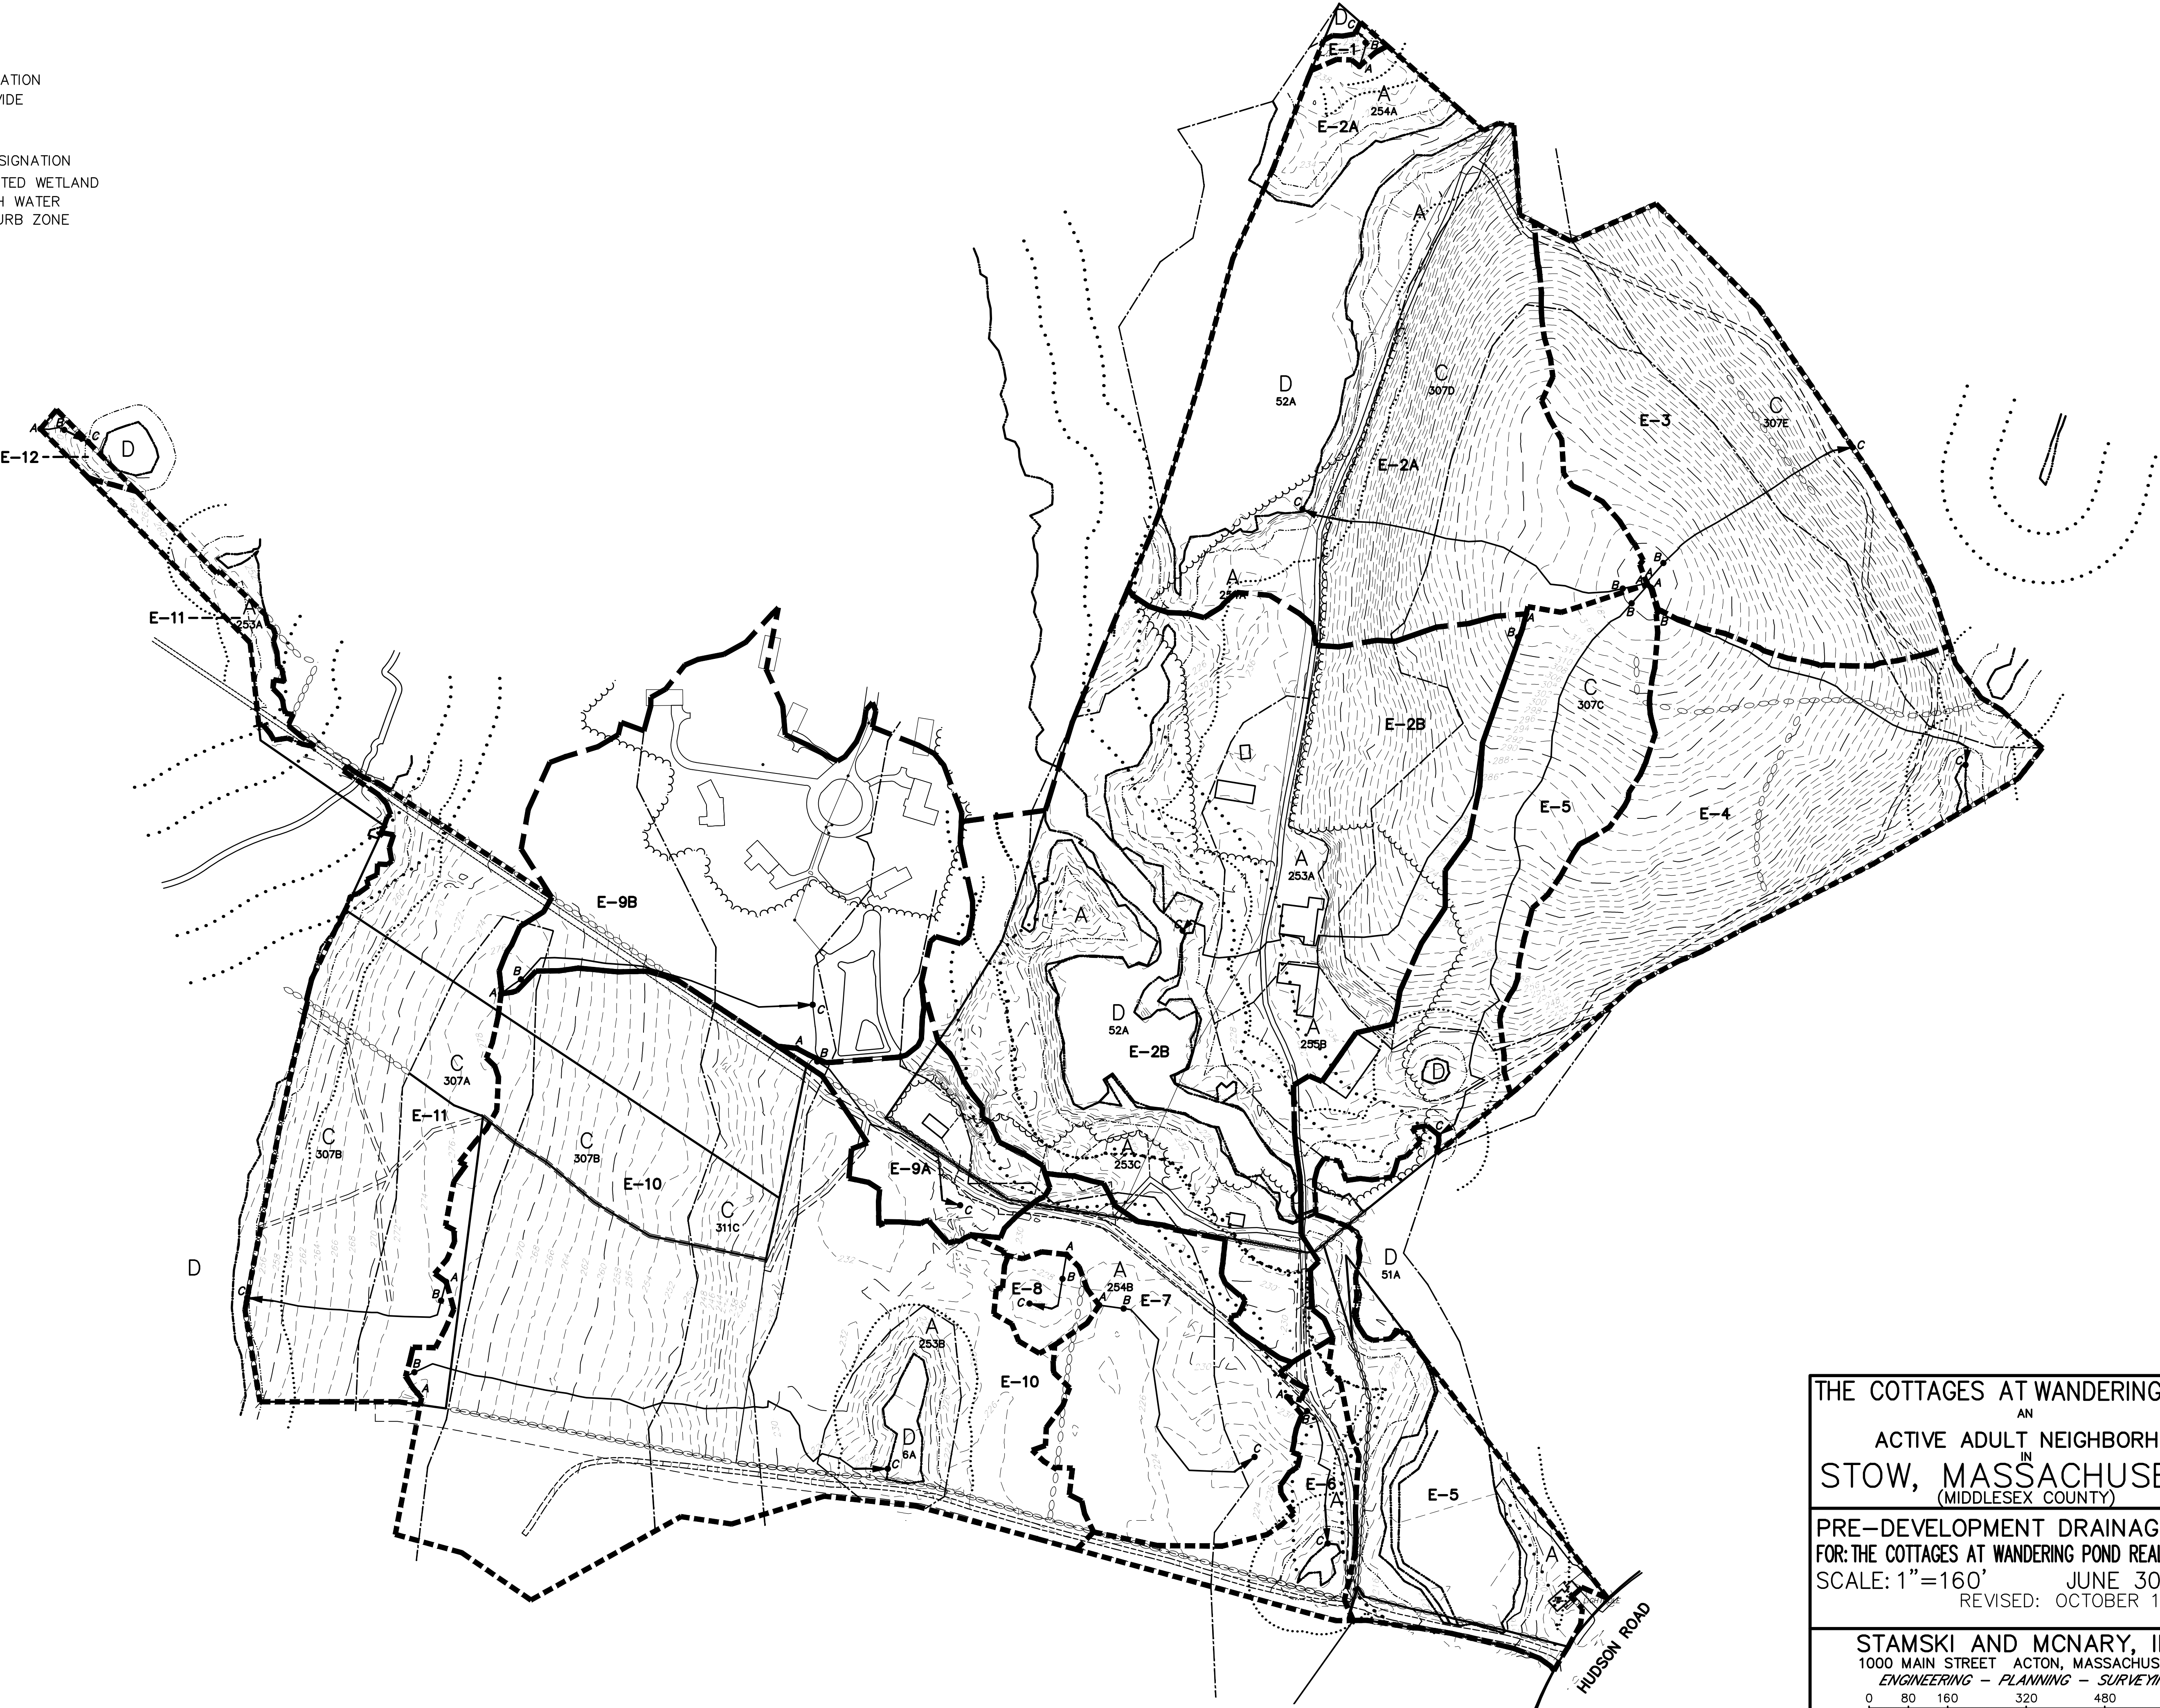 ATION
VIDE
SIGNATION
TED WETLAND
H WATER
URB ZONE
D
C
B
E-1
A
A
254A
E-2A
A
D
52A
C
307D
E-3
C
307E
C
E-2A
C
A
B
C
D
E-12
A
253A
E-11
A
B
B
A
A
B
B
A
B
C
307C
E-2B
C
E-5
E-4
A
253A
E-9B
A
D
52A
E-2B
A
255B
D
B
A
C
A
B
C
307A
E-11
C
307B
C
307B
E-10
C
311C
E-9A
C
A
253C
C
D
D
51A
A
B
E-8
C
A
254B
A
B
E-7
C
A
B
A
253B
B
A
E-10
A
B
D
6A
C
C
E-6
A
E-5
C
A
HUDSON ROAD
THE COTTAGES AT WANDERING
AN
ACTIVE ADULT NEIGHBORH
IN
STOW, MASSACHUSE
(MIDDLESEX COUNTY)
PRE-DEVELOPMENT DRAINAG
FOR: THE COTTAGES AT WANDERING POND REAL
SCALE: 1"=160' JUNE 30
REVISED: OCTOBER 1
STAMSKI AND MCNARY, I
1000 MAIN STREET ACTON, MASSACHUS
ENGINEERING - PLANNING - SURVEYI
0 80 160 320 480